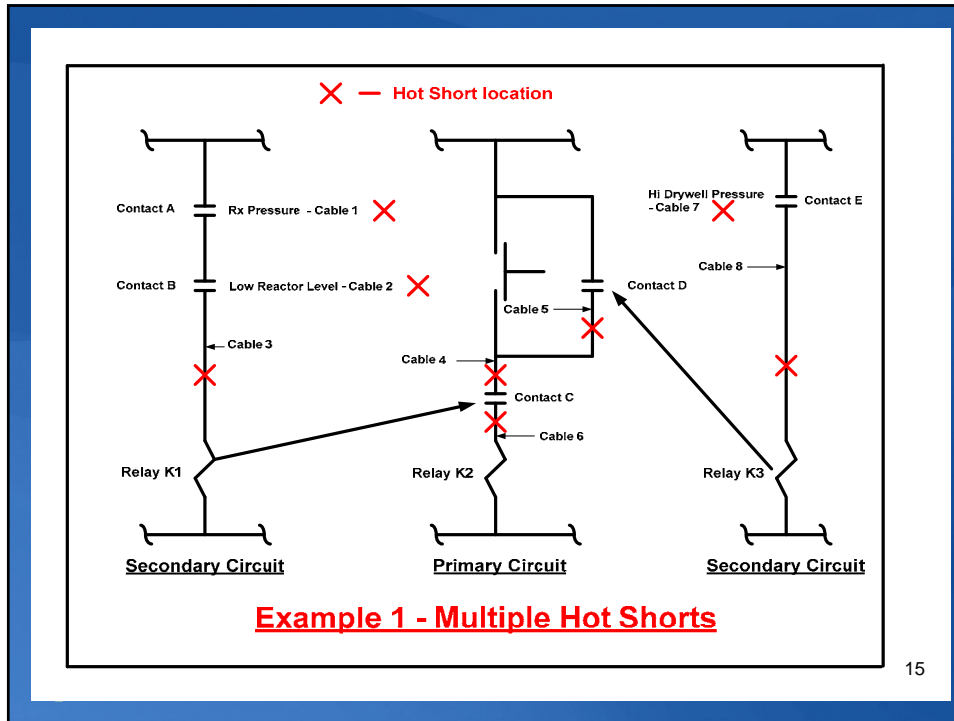 — Hot Short location
Contact A
Rx Pressure - Cable 1
Hi Drywell Pressure
- Cable 7
Contact E
Contact B
Low Reactor Level - Cable 2
Cable 8
Contact D
Cable 5
Cable 3
Cable 4
Contact C
Cable 6
Relay K1
Relay K2
Relay K3
Secondary Circuit
Primary Circuit
Secondary Circuit
Example 1 - Multiple Hot Shorts
15